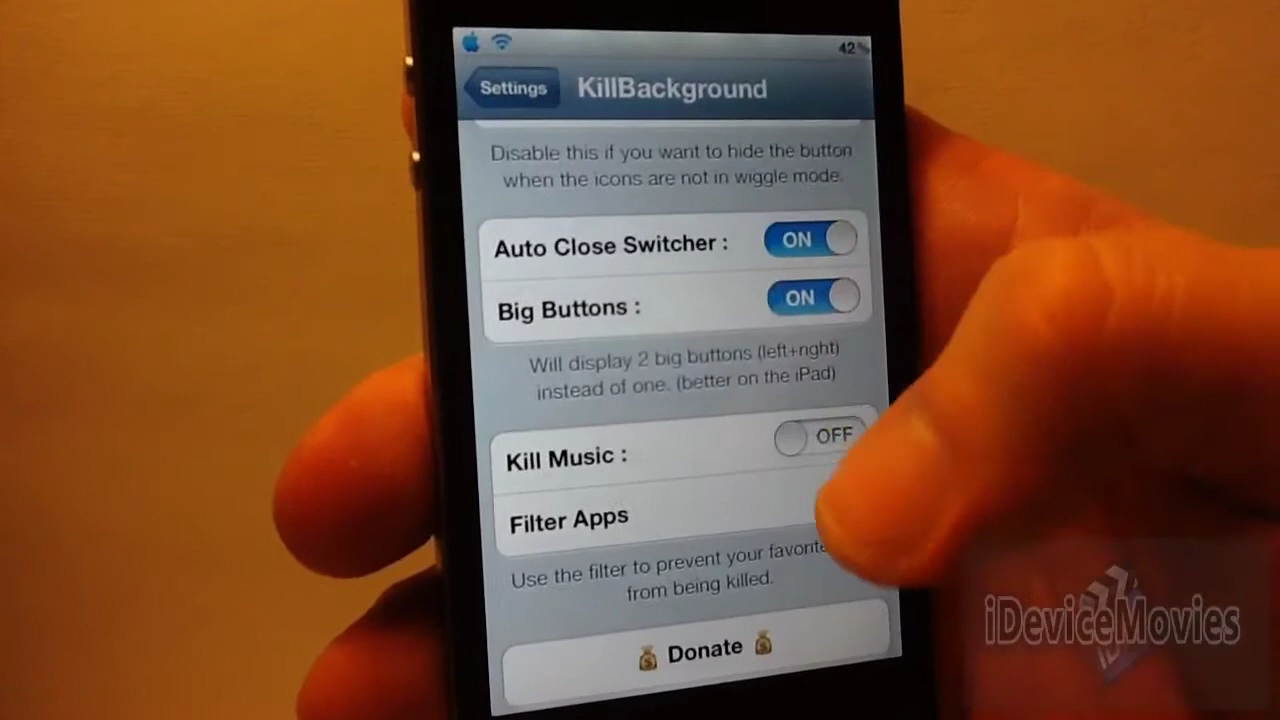 42%
Settings
KillBackground
Disable this if you want to hide the button
when the icons are not in wiggle mode.
Auto Close Switcher :
ON
Big Buttons :
ON
Will display 2 big buttons (left+right)
instead of one. (better on the iPad)
Kill Music :
OFF
Filter Apps
Use the filter to prevent your favorite
from being killed.
Donate
iDeviceMovies